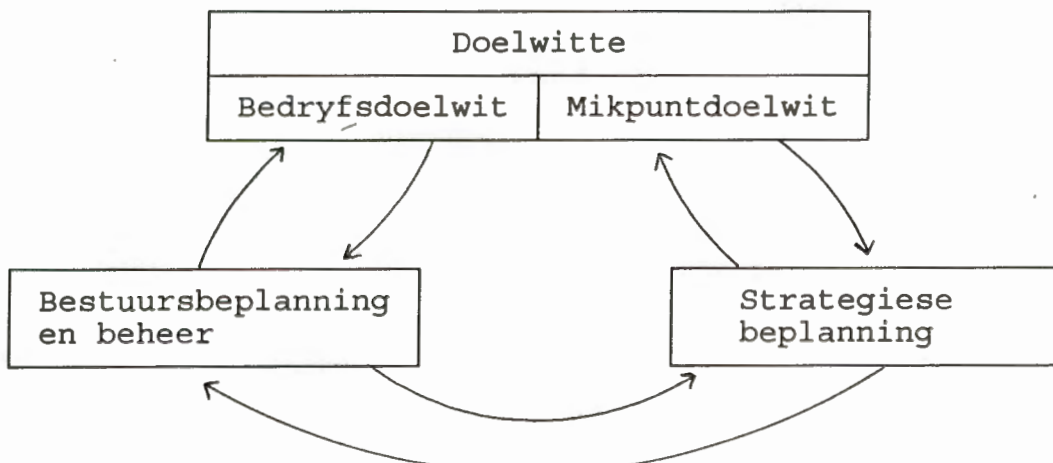 Doelwitte
Bedryfsdoelwit
Mikpuntdoelwit
Bestuursbeplanning
en beheer
Strategiese
beplanning